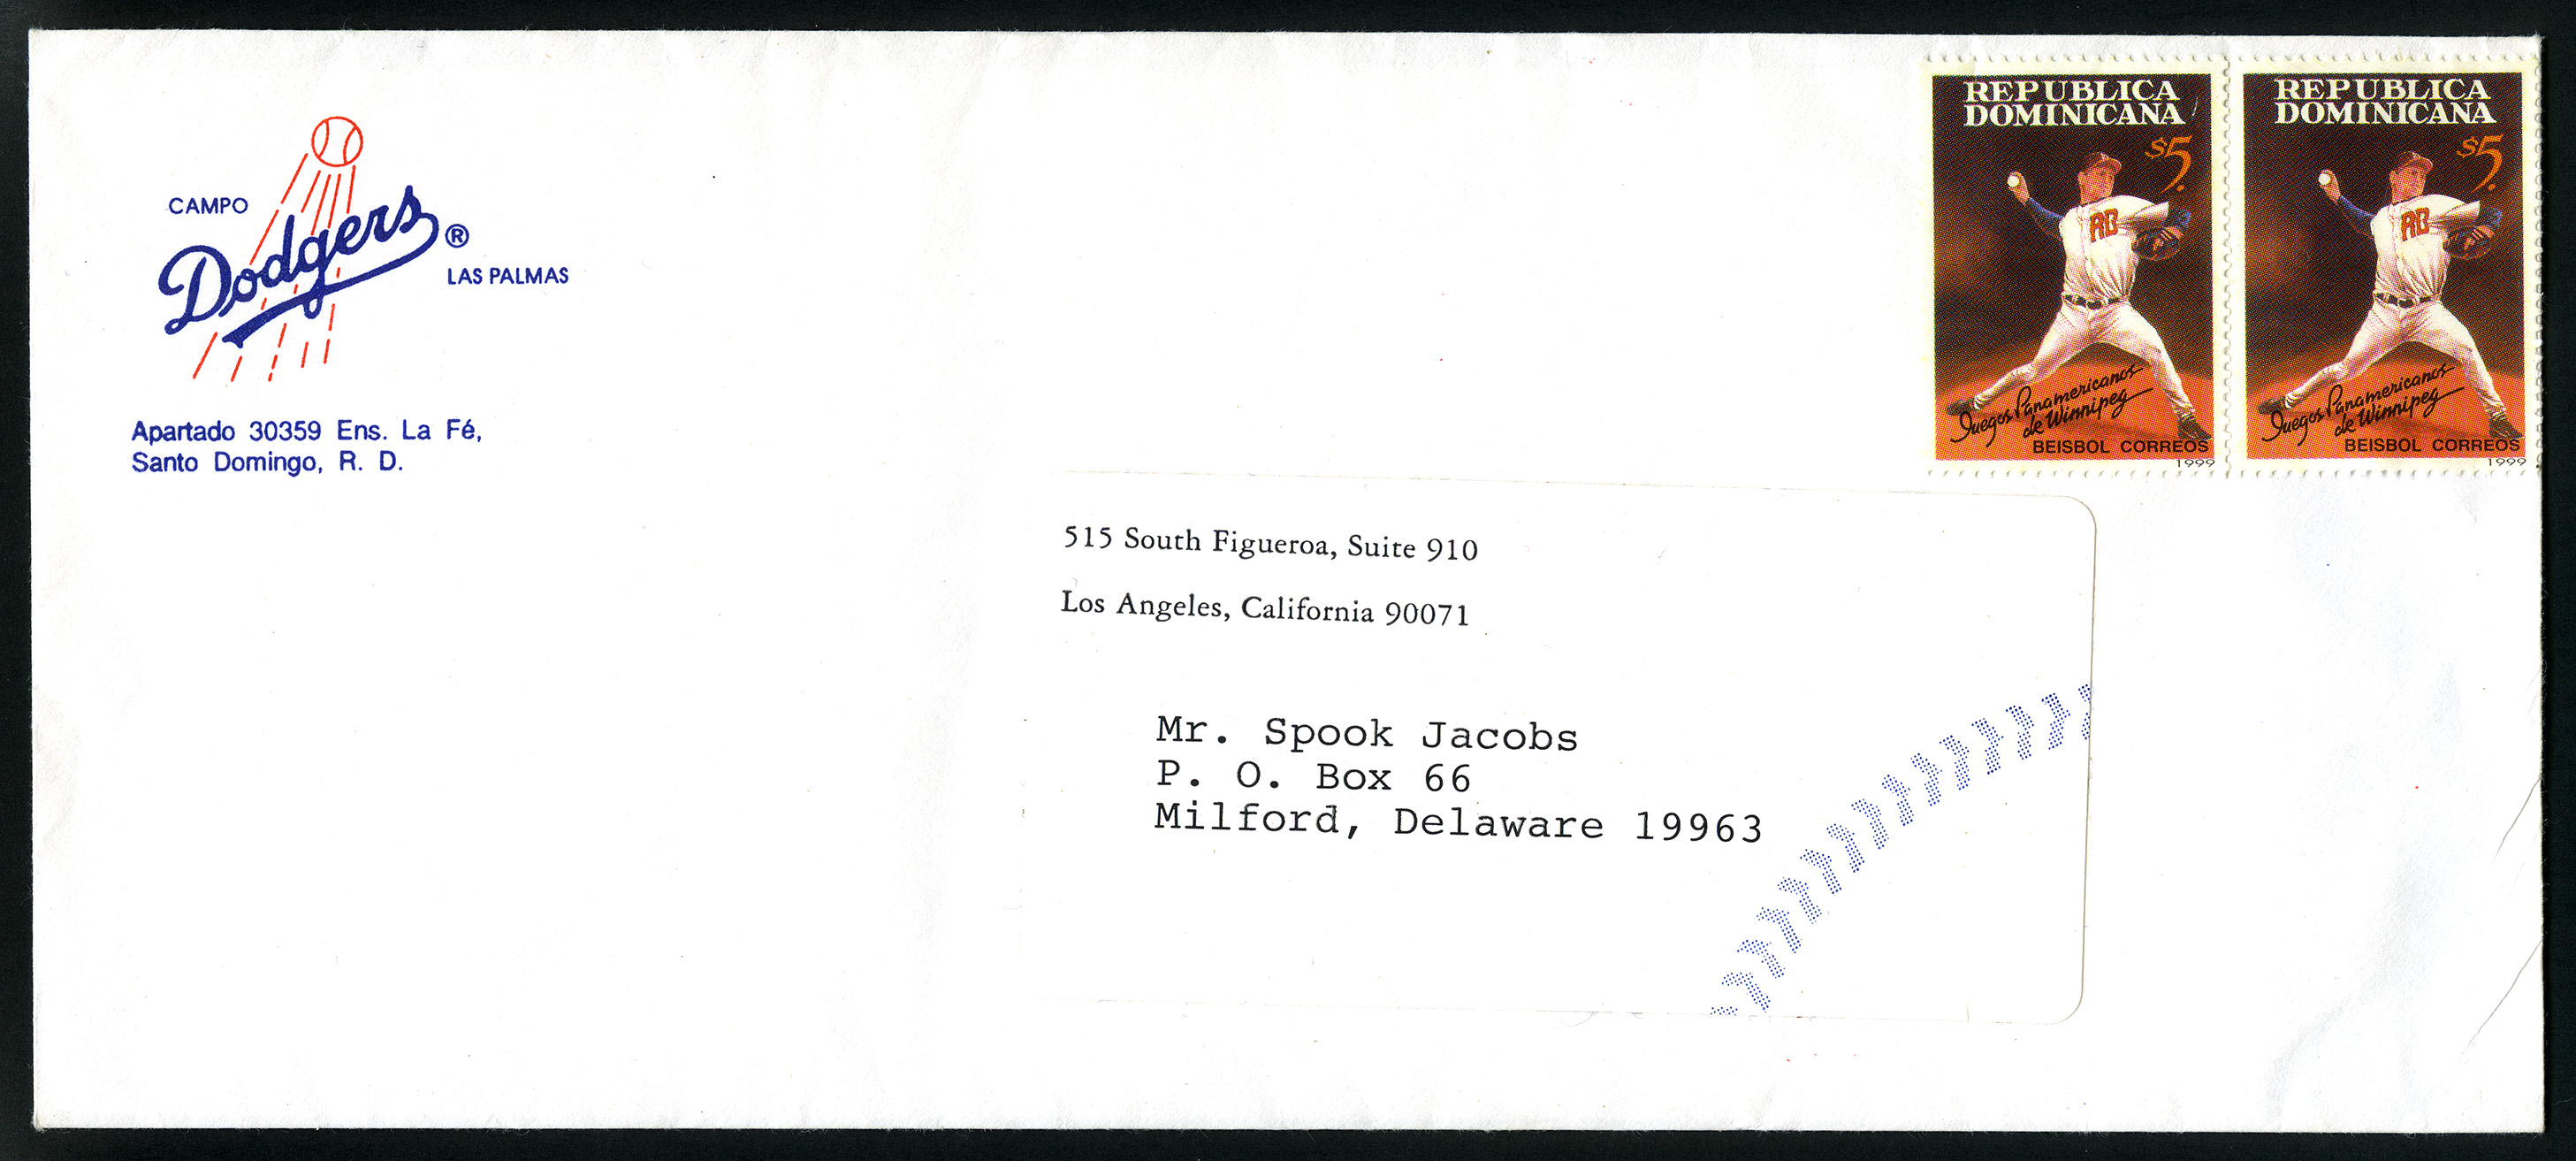 CAMPO
Dodgers®
LAS PALMAS
Apartado 30359 Ens. La Fé,
Santo Domingo, R. D.
REPUBLICA
DOMINICANA
$5.
RD
Juegos Panamericanos
de Winnipeg
BEISBOL CORREOS
1999
REPUBLICA
DOMINICANA
$5.
RD
3
Juegos Panamericanos
de Winnipeg
BEISBOL CORREOS
1999
515 South Figueroa, Suite 910
Los Angeles, California 90071
Mr. Spook Jacobs
P. O. Box 66
Milford, Delaware 19963